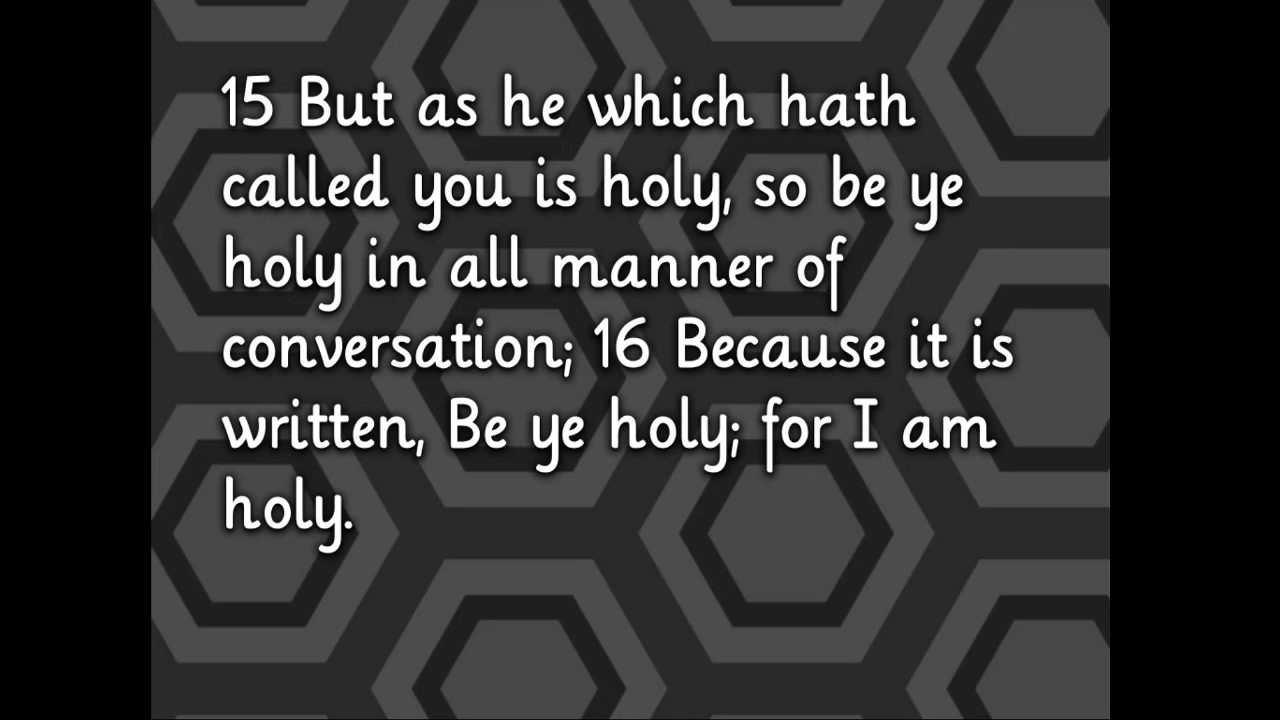 15 But as he which hath
called you is holy, so be ye
holy in all manner of
conversation; 16 Because it is
written, Be ye holy; for I am
holy.